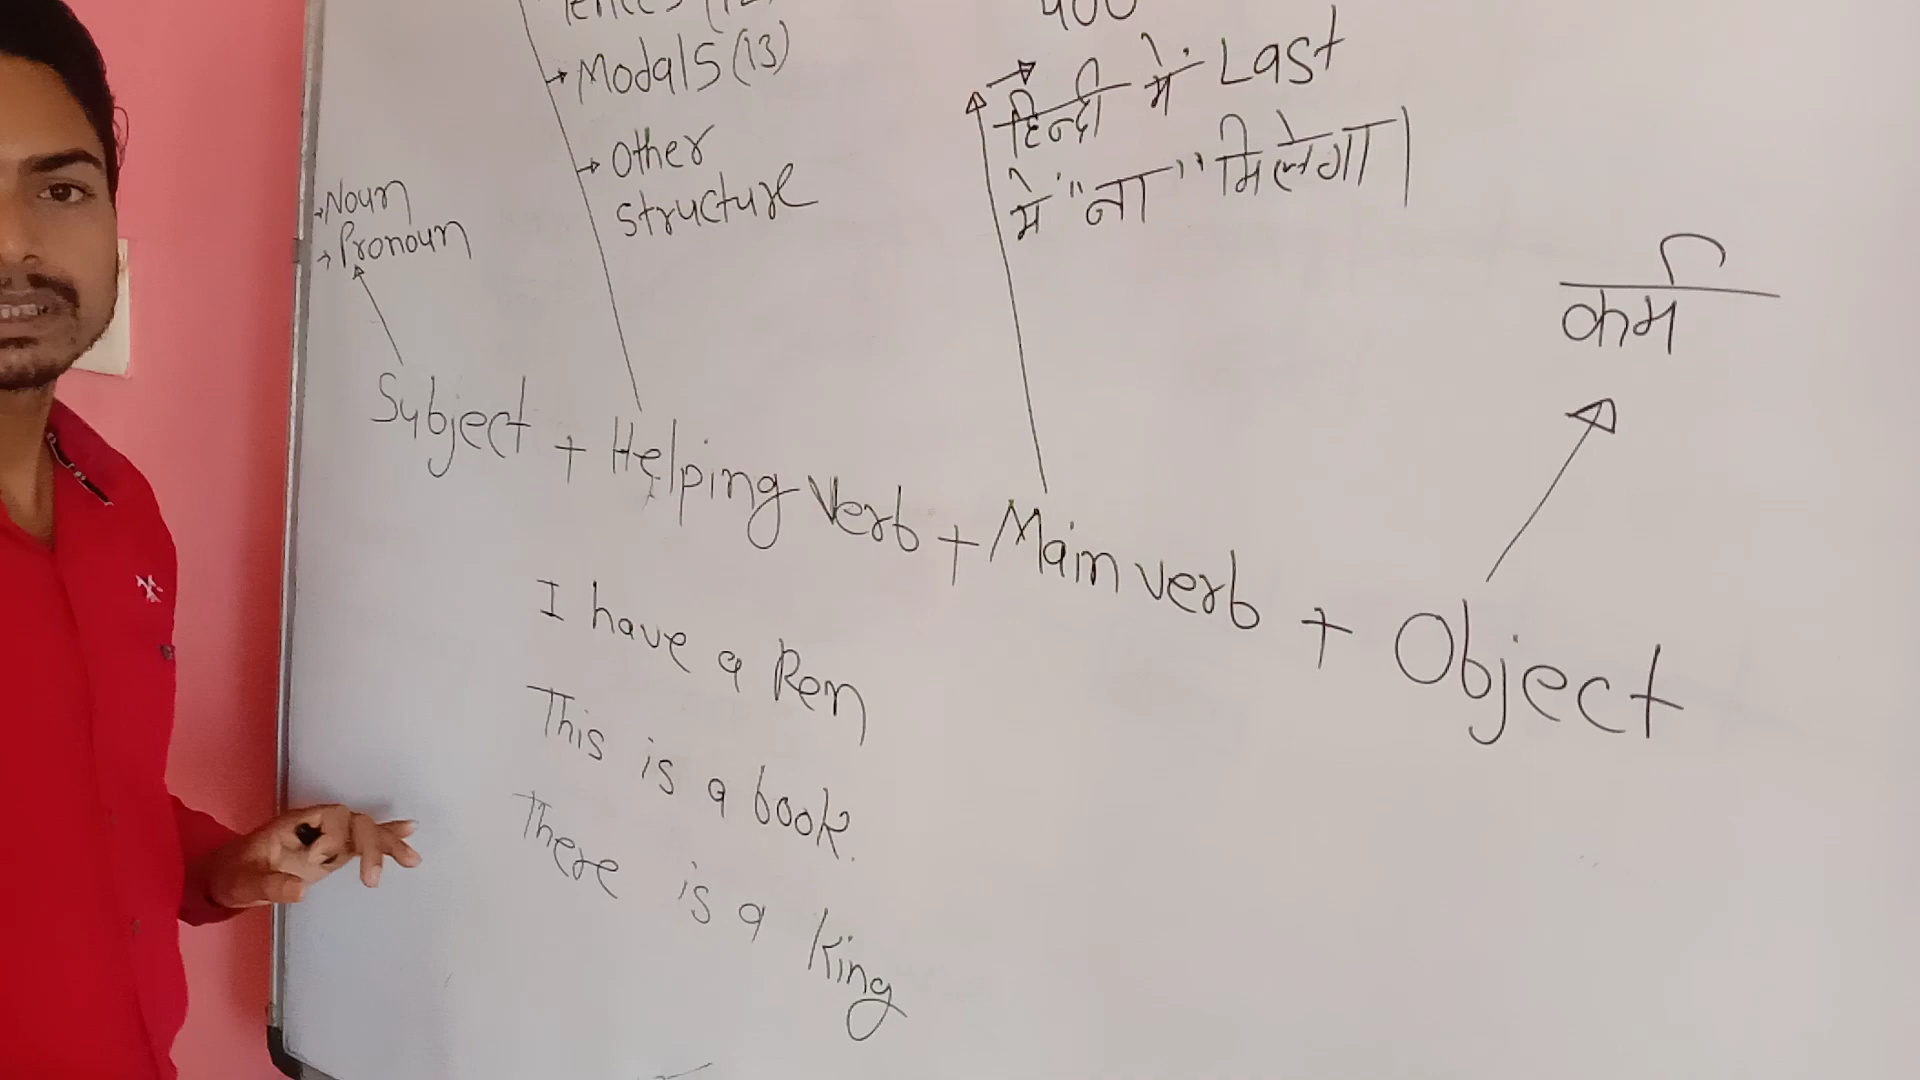 → Modals (13)
→ Other
structure
→ हिन्दी में Last
में "ना" मिलेगा।
→ Noun
→ Pronoun
कर्म
Subject + Helping Verb + Main verb + Object
I have a Pen
This is a book.
There is a king